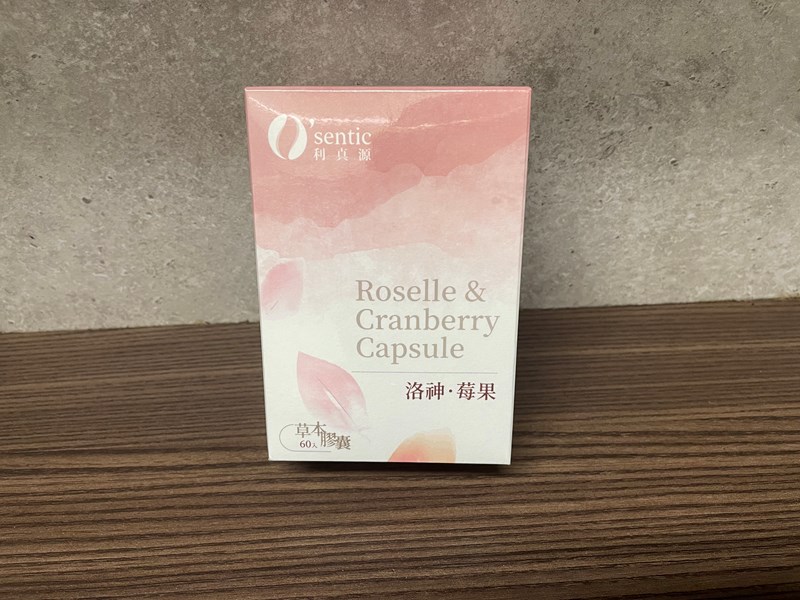 O'sentic
利真源
Roselle &
Cranberry
Capsule
洛神·莓果
草本膠囊
60入